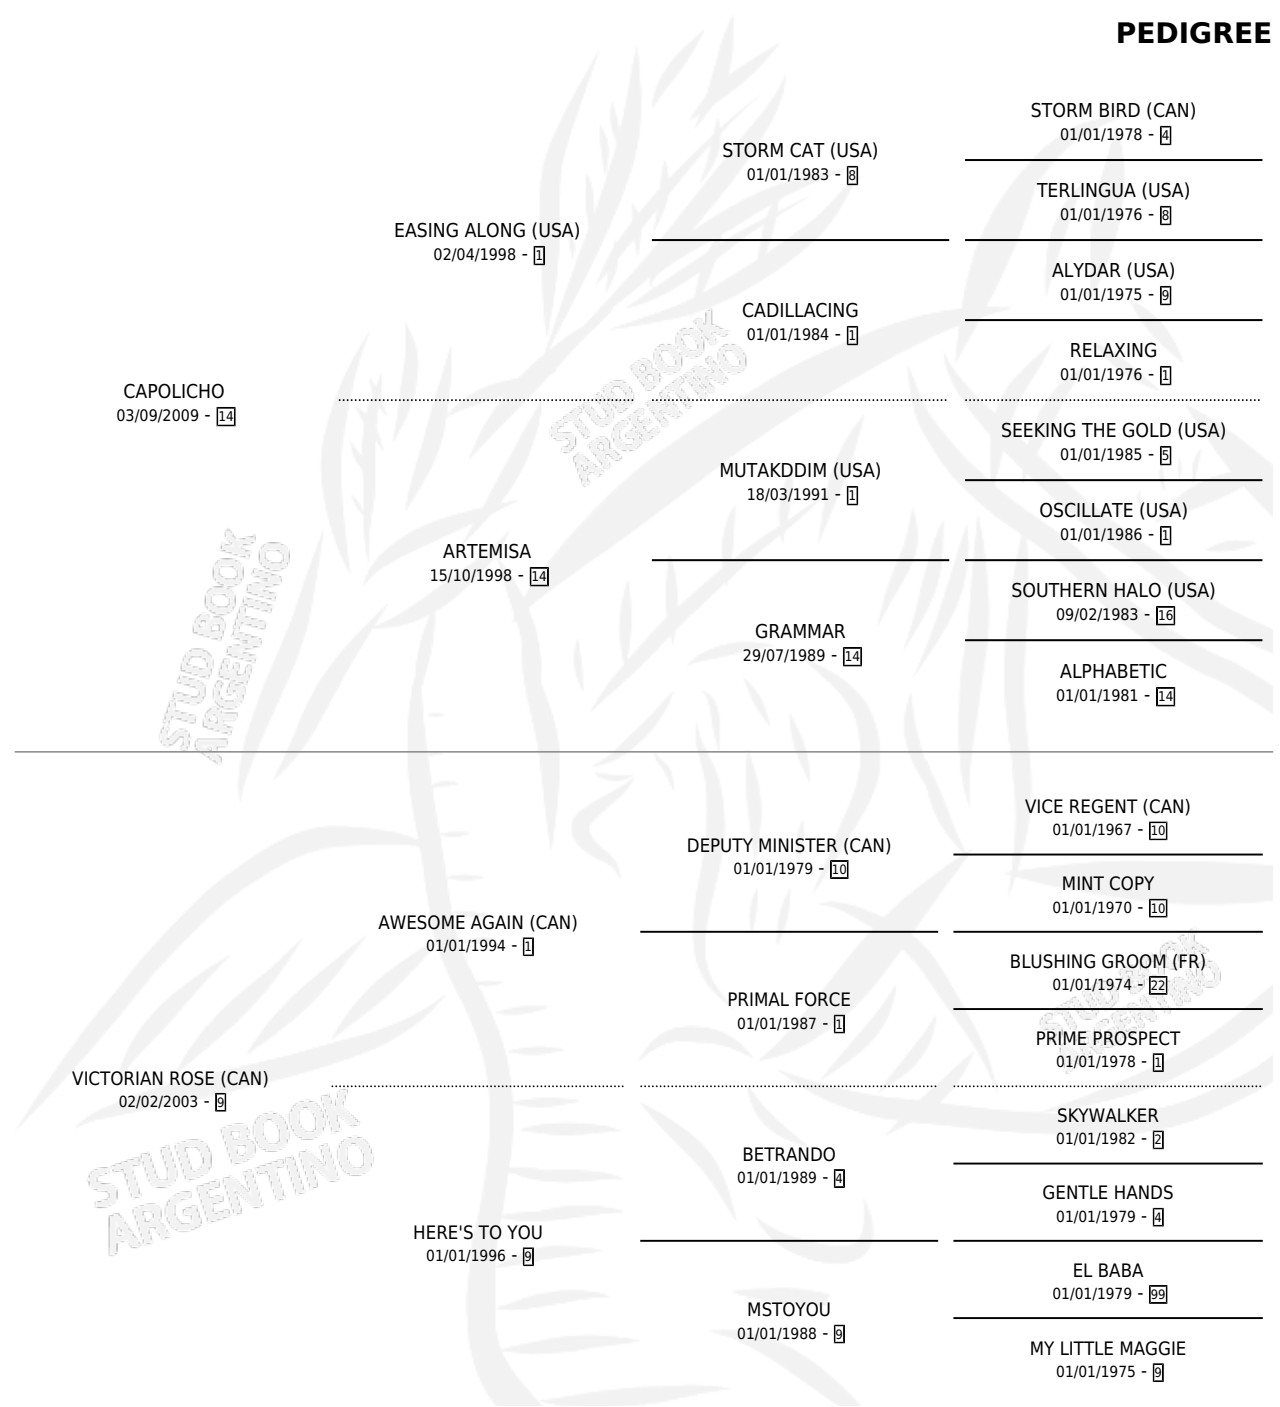 PEDIGREE
STORM BIRD (CAN)
01/01/1978 - 4
STORM CAT (USA)
01/01/1983 - 8
TERLINGUA (USA)
01/01/1976 - 8
EASING ALONG (USA)
02/04/1998 - 1
ALYDAR (USA)
01/01/1975 - 9
CADILLACING
01/01/1984 - 1
RELAXING
01/01/1976 - 1
CAPOLICHO
03/09/2009 - 14
SEEKING THE GOLD (USA)
01/01/1985 - 5
MUTAKDDIM (USA)
18/03/1991 - 1
OSCILLATE (USA)
01/01/1986 - 1
ARTEMISA
15/10/1998 - 14
SOUTHERN HALO (USA)
09/02/1983 - 16
GRAMMAR
29/07/1989 - 14
ALPHABETIC
01/01/1981 - 14
VICE REGENT (CAN)
01/01/1967 - 10
DEPUTY MINISTER (CAN)
01/01/1979 - 10
MINT COPY
01/01/1970 - 10
AWESOME AGAIN (CAN)
01/01/1994 - 1
BLUSHING GROOM (FR)
01/01/1974 - 22
PRIMAL FORCE
01/01/1987 - 1
PRIME PROSPECT
01/01/1978 - 1
VICTORIAN ROSE (CAN)
02/02/2003 - 9
SKYWALKER
01/01/1982 - 2
BETRANDO
01/01/1989 - 4
GENTLE HANDS
01/01/1979 - 4
HERE'S TO YOU
01/01/1996 - 9
EL BABA
01/01/1979 - 99
MSTOYOU
01/01/1988 - 9
MY LITTLE MAGGIE
01/01/1975 - 9
STUD BOOK
ARGENTINO
STUD BOOK
ARGENTINO
STUD BOOK
ARGENTINO
STUD BOOK
ARGENTINO